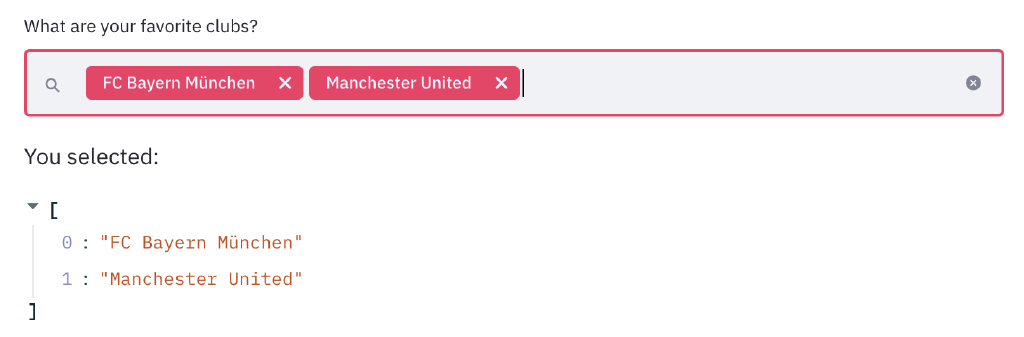 What are your favorite clubs?
FC Bayern München Manchester United
You selected:
[
0 : "FC Bayern München"
1 : "Manchester United"
]